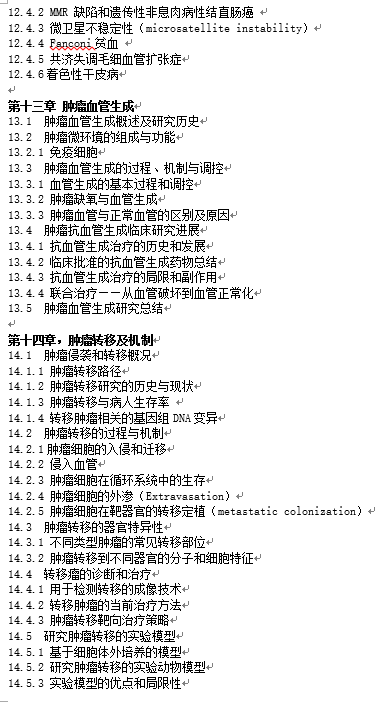 12.4.2 MMR 缺陷和遗传性非息肉病性结直肠癌
12.4.3 微卫星不稳定性（microsatellite instability）
12.4.4 Fanconi 贫血
12.4.5 共济失调毛细血管扩张症
12.4.6 着色性干皮病
第十三章 肿瘤血管生成
13.1 肿瘤血管生成概述及研究历史
13.2 肿瘤微环境的组成与功能
13.2.1 免疫细胞
13.3 肿瘤血管生成的过程、机制与调控
13.3.1 血管生成的基本过程和调控
13.3.2 肿瘤缺氧与血管生成
13.3.3 肿瘤血管与正常血管的区别及原因
13.4 肿瘤抗血管生成临床研究进展
13.4.1 抗血管生成治疗的历史和发展
13.4.2 临床批准的抗血管生成药物总结
13.4.3 抗血管生成治疗的局限和副作用
13.4.4 联合治疗－－从血管破坏到血管正常化
13.5 肿瘤血管生成研究总结
第十四章，肿瘤转移及机制
14.1 肿瘤侵袭和转移概况
14.1.1 肿瘤转移路径
14.1.2 肿瘤转移研究的历史与现状
14.1.3 肿瘤转移与病人生存率
14.1.4 转移肿瘤相关的基因组 DNA 变异
14.2 肿瘤转移的过程与机制
14.2.1 肿瘤细胞的入侵和迁移
14.2.2 侵入血管
14.2.3 肿瘤细胞在循环系统中的生存
14.2.4 肿瘤细胞的外渗（Extravasation）
14.2.5 肿瘤细胞在靶器官的转移定植（metastatic colonization）
14.3 肿瘤转移的器官特异性
14.3.1 不同类型肿瘤的常见转移部位
14.3.2 肿瘤转移到不同器官的分子和细胞特征
14.4 转移瘤的诊断和治疗
14.4.1 用于检测转移的成像技术
14.4.2 转移肿瘤的当前治疗方法
14.4.3 肿瘤转移靶向治疗策略
14.5 研究肿瘤转移的实验模型
14.5.1 基于细胞体外培养的模型
14.5.2 研究肿瘤转移的实验动物模型
14.5.3 实验模型的优点和局限性